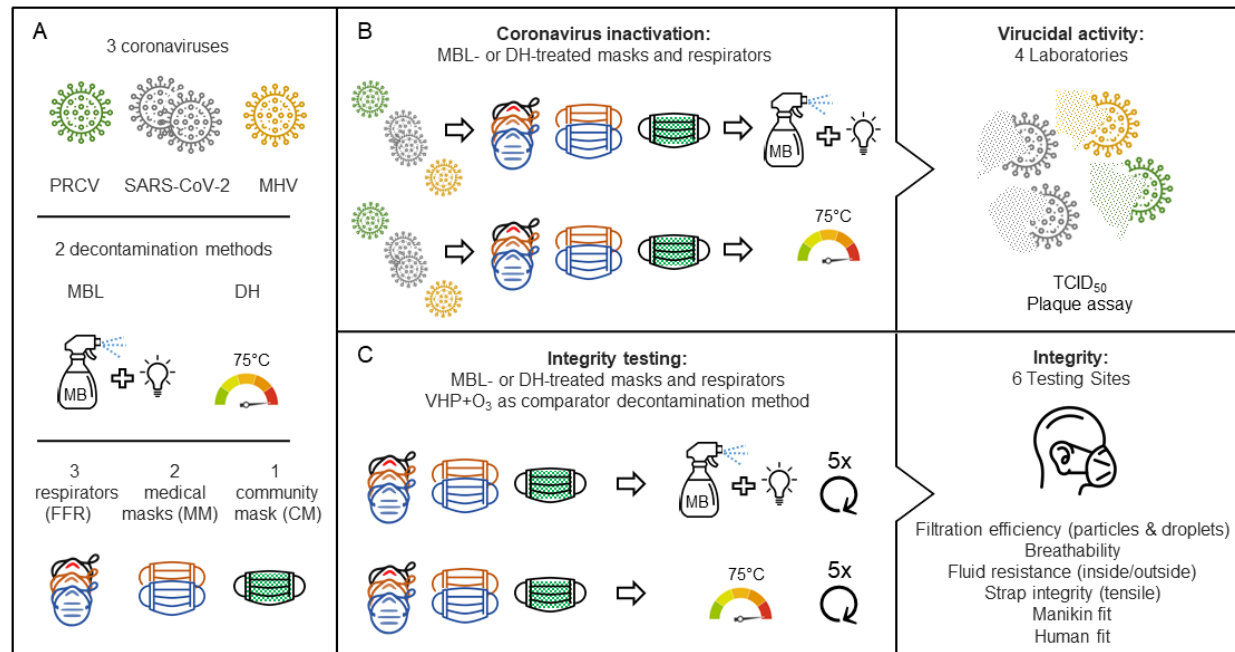 A
3 coronaviruses
PRCV SARS-CoV-2 MHV
2 decontamination methods
MBL DH
75°C
MB
3 respirators (FFR)
2 medical masks (MM)
1 community mask (CM)
B
Coronavirus inactivation:
MBL- or DH-treated masks and respirators
MB
75°C
Virucidal activity:
4 Laboratories
TCID50
Plaque assay
C
Integrity testing:
MBL- or DH-treated masks and respirators
VHP+O3 as comparator decontamination method
MB
5x
75°C
5x
Integrity:
6 Testing Sites
Filtration efficiency (particles & droplets)
Breathability
Fluid resistance (inside/outside)
Strap integrity (tensile)
Manikin fit
Human fit